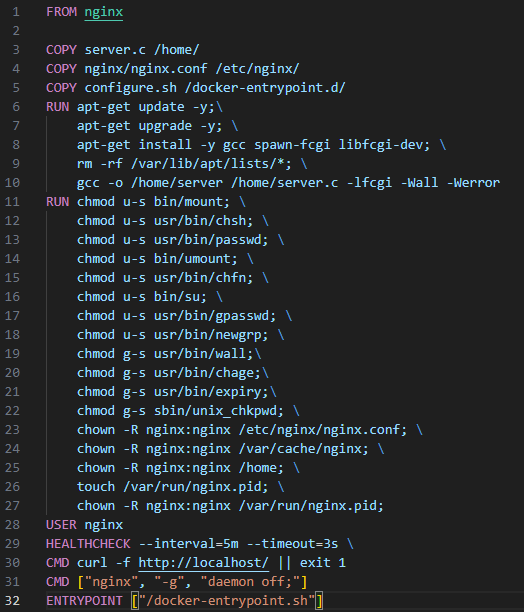 1 FROM nginx
2
3 COPY server.c /home/
4 COPY nginx/nginx.conf /etc/nginx/
5 COPY configure.sh /docker-entrypoint.d/
6 RUN apt-get update -y;\
7     apt-get upgrade -y; \
8     apt-get install -y gcc spawn-fcgi libfcgi-dev; \
9     rm -rf /var/lib/apt/lists/*; \
10     gcc -o /home/server /home/server.c -lfcgi -Wall -Werror
11 RUN chmod u-s bin/mount; \
12     chmod u-s usr/bin/chsh; \
13     chmod u-s usr/bin/passwd; \
14     chmod u-s bin/umount; \
15     chmod u-s usr/bin/chfn; \
16     chmod u-s bin/su; \
17     chmod u-s usr/bin/gpasswd; \
18     chmod u-s usr/bin/newgrp; \
19     chmod g-s usr/bin/wall;\
20     chmod g-s usr/bin/chage;\
21     chmod g-s usr/bin/expiry;\
22     chmod g-s sbin/unix_chkpwd; \
23     chown -R nginx:nginx /etc/nginx/nginx.conf; \
24     chown -R nginx:nginx /var/cache/nginx; \
25     chown -R nginx:nginx /home; \
26     touch /var/run/nginx.pid; \
27     chown -R nginx:nginx /var/run/nginx.pid;
28 USER nginx
29 HEALTHCHECK --interval=5m --timeout=3s \
30 CMD curl -f http://localhost/ || exit 1
31 CMD ["nginx", "-g", "daemon off;"]
32 ENTRYPOINT ["/docker-entrypoint.sh"]